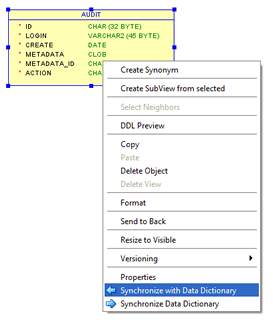 AUDIT
* ID CHAR (32 BYTE)
* LOGIN VARCHAR2 (45 BYTE)
* CREATE DATE
* METADATA CLOB
* METADATA_ID CHA
* ACTION CHA
Create Synonym
Create SubView from selected
Select Neighbors
DDL Preview
Copy
Paste
Delete Object
Delete View
Format
Send to Back
Resize to Visible
Versioning
Properties
Synchronize with Data Dictionary
Synchronize Data Dictionary